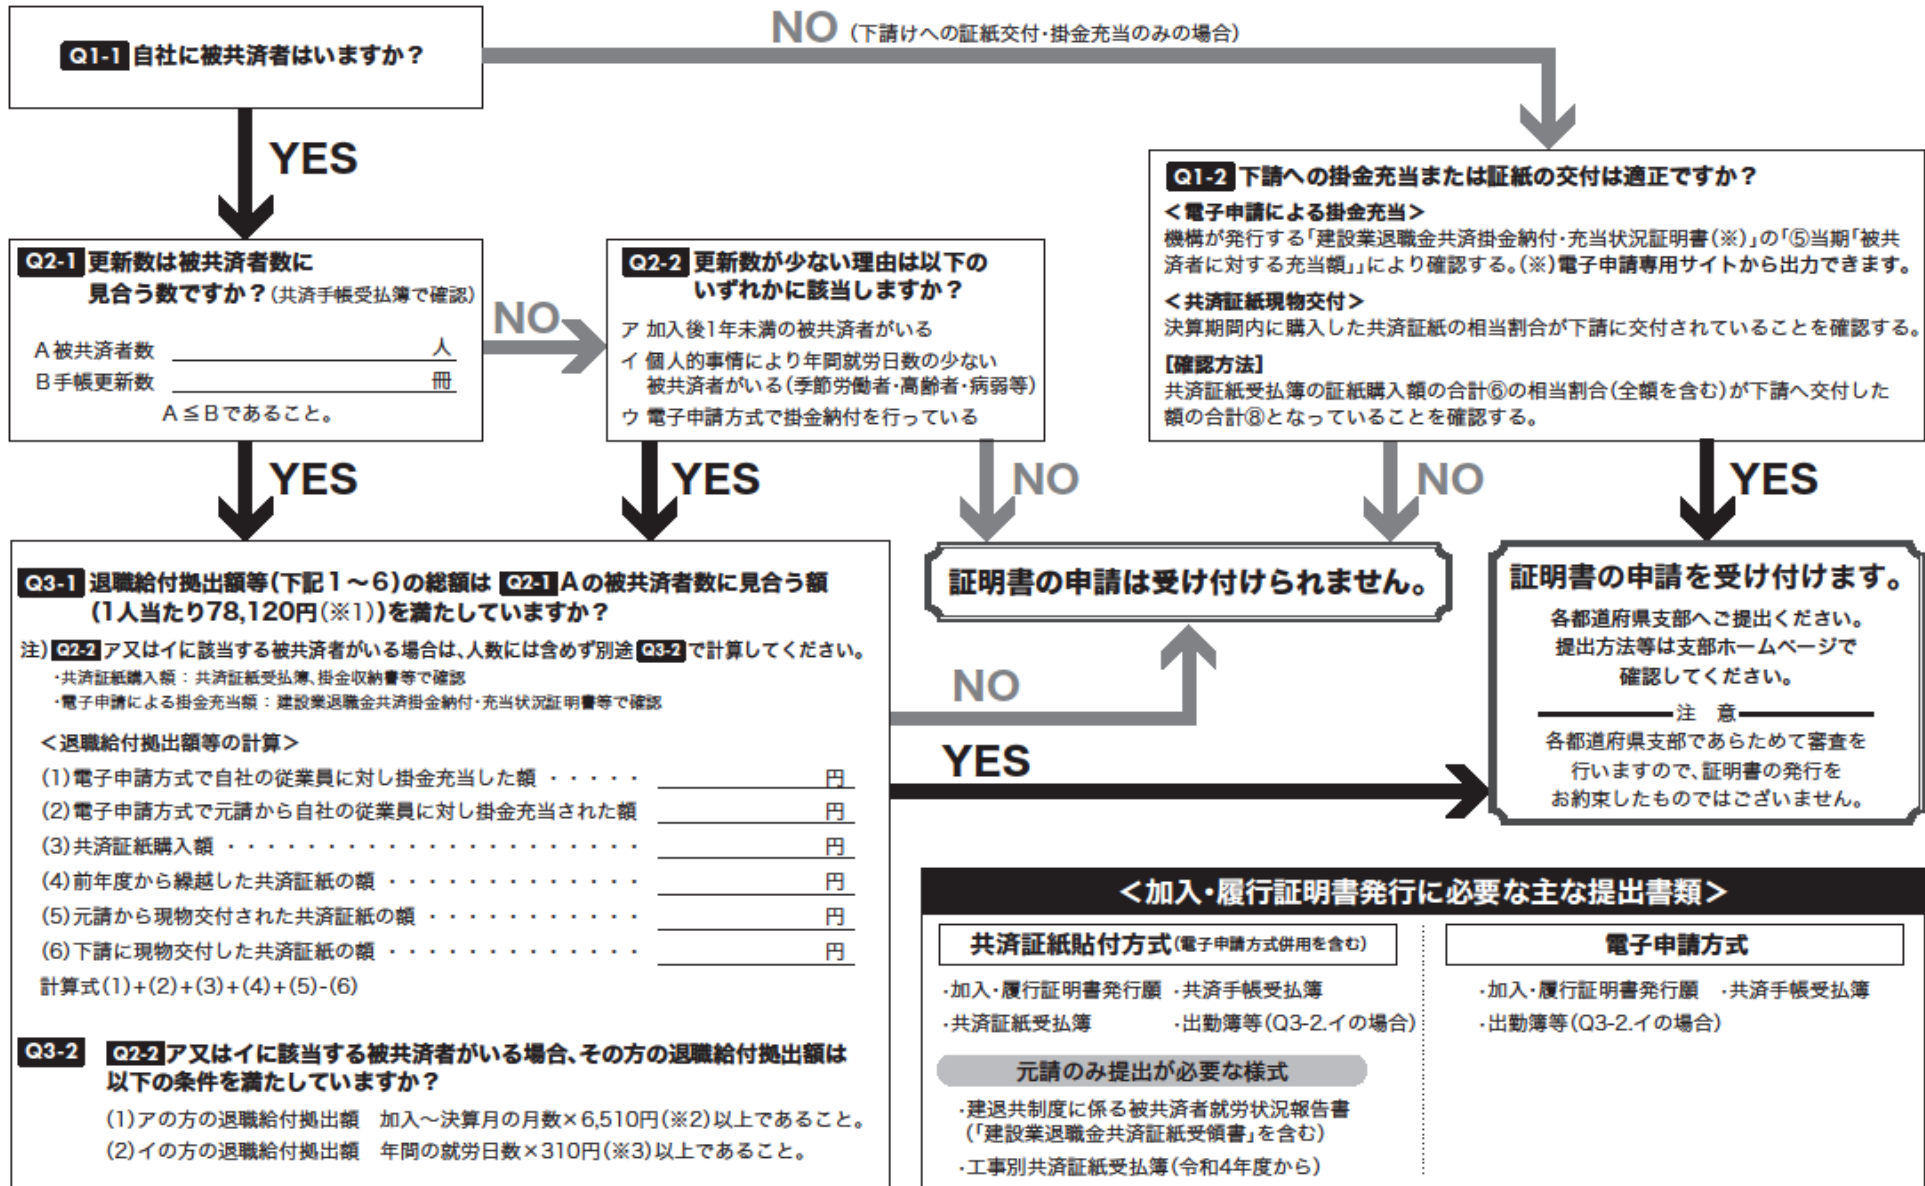 Q1-1 自社に被共済者はいますか？
NO (下請けへの証紙交付・掛金充当のみの場合)
YES
Q1-2 下請への掛金充当または証紙の交付は適正ですか？
＜電子申請による掛金充当＞
機構が発行する「建設業退職金共済掛金納付・充当状況証明書(※)」の「⑤当期「被共
済者に対する充当額」」により確認する。(※)電子申請専用サイトから出力できます。
＜共済証紙現物交付＞
決算期間内に購入した共済証紙の相当割合が下請に交付されていることを確認する。
[確認方法]
共済証紙受払簿の証紙購入額の合計⑥の相当割合(全額を含む)が下請へ交付した
額の合計⑧となっていることを確認する。
Q2-1 更新数は被共済者数に
見合う数ですか？(共済手帳受払簿で確認)
A 被共済者数 人
B 手帳更新数 冊
A≦Bであること。
NO
Q2-2 更新数が少ない理由は以下の
いずれかに該当しますか？
ア 加入後1年未満の被共済者がいる
イ 個人的事情により年間就労日数の少ない
被共済者がいる(季節労働者・高齢者・病弱等)
ウ 電子申請方式で掛金納付を行っている
YES
YES
NO
NO
YES
Q3-1 退職給付拠出額等(下記1～6)の総額は Q2-1 Aの被共済者数に見合う額
(1人当たり78,120円(※1))を満たしていますか？
注) Q2-2 ア又はイに該当する被共済者がいる場合は、人数には含めず別途 Q3-2 で計算してください。
・共済証紙購入額：共済証紙受払簿、掛金収納書等で確認
・電子申請による掛金充当額：建設業退職金共済掛金納付・充当状況証明書等で確認
＜退職給付拠出額等の計算＞
(1)電子申請方式で自社の従業員に対し掛金充当した額 ・・・・・ 円
(2)電子申請方式で元請から自社の従業員に対し掛金充当された額 円
(3)共済証紙購入額 ・・・・・・・・・・・・・・・・・・・・・ 円
(4)前年度から繰越した共済証紙の額 ・・・・・・・・・・・・・ 円
(5)元請から現物交付された共済証紙の額 ・・・・・・・・・・・ 円
(6)下請に現物交付した共済証紙の額 ・・・・・・・・・・・・・ 円
計算式(1)+(2)+(3)+(4)+(5)-(6)
Q3-2 Q2-2 ア又はイに該当する被共済者がいる場合、その方の退職給付拠出額は
以下の条件を満たしていますか？
(1)アの方の退職給付拠出額 加入～決算月の月数×6,510円(※2)以上であること。
(2)イの方の退職給付拠出額 年間の就労日数×310円(※3)以上であること。
証明書の申請は受け付けられません。
NO
YES
証明書の申請を受け付けます。
各都道府県支部へご提出ください。
提出方法等は支部ホームページで
確認してください。
注 意
各都道府県支部であらためて審査を
行いますので、証明書の発行を
お約束したものではございません。
＜加入・履行証明書発行に必要な主な提出書類＞
共済証紙貼付方式(電子申請方式併用を含む)
・加入・履行証明書発行願 ・共済手帳受払簿
・共済証紙受払簿 ・出勤簿等(Q3-2.イの場合)
元請のみ提出が必要な様式
・建退共制度に係る被共済者就労状況報告書
(「建設業退職金共済証紙受領書」を含む)
・工事別共済証紙受払簿(令和4年度から)
電子申請方式
・加入・履行証明書発行願 ・共済手帳受払簿
・出勤簿等(Q3-2.イの場合)